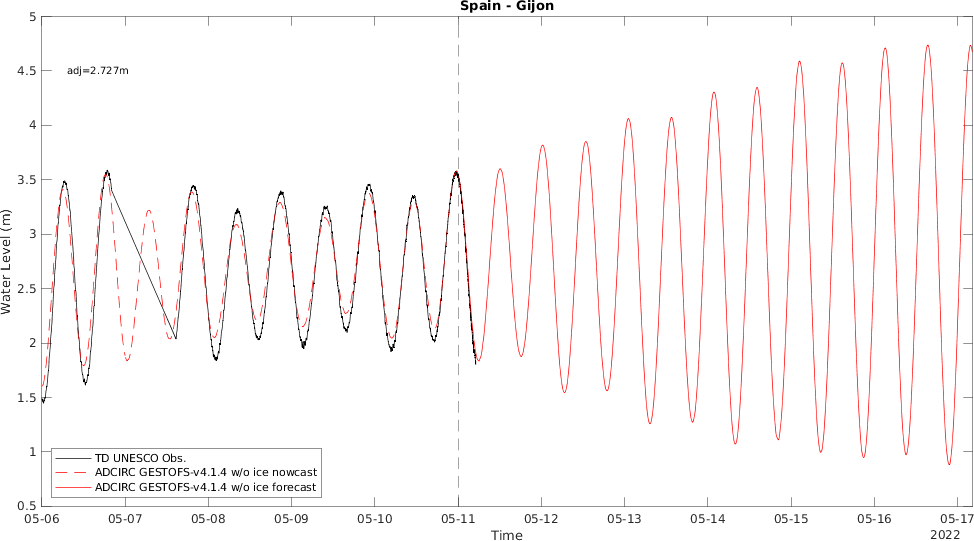 Spain - Gijon
5
4.5
4
3.5
3
2.5
2
1.5
1
0.5
Water Level (m)
adj=2.727m
TD UNESCO Obs.
ADCIRC GESTOFS-v4.1.4 w/o ice nowcast
ADCIRC GESTOFS-v4.1.4 w/o ice forecast
05-06 05-07 05-08 05-09 05-10 05-11 05-12 05-13 05-14 05-15 05-16 05-17
Time
2022